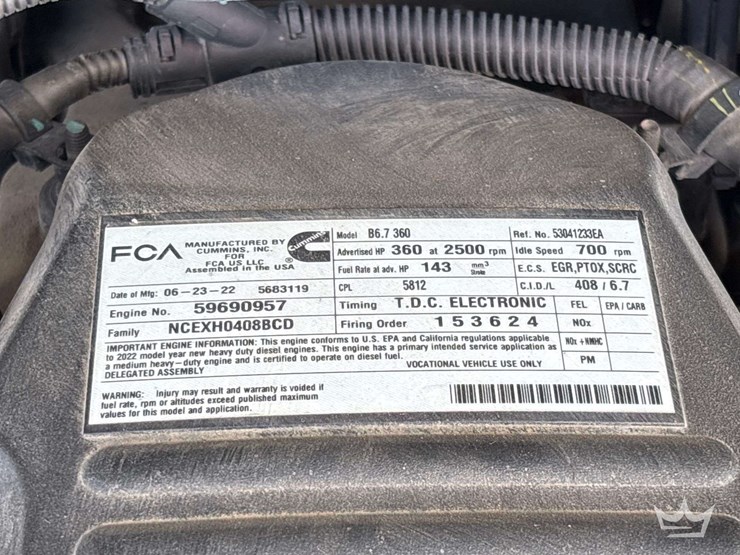 FCA
MANUFACTURED BY
CUMMINS, INC.
FOR
FCA US LLC
Assembled in the USA
Cummins
Date of Mfg: 06-23-22 5683119
Engine No. 59690957
Family NCEXH0408BCD
Model B6.7 360
Ref. No. 53041233EA
Advertised HP 360 at 2500 rpm
Idle Speed 700 rpm
Fuel Rate at adv. HP 143 mm³
E.C.S. EGR,PTOX,SCRC
CPL 5812
C.I.D./L 408 / 6.7
Timing T.D.C. ELECTRONIC
FEL EPA / CARB
Firing Order 153624
NOx
NOx + NMHC
PM
IMPORTANT ENGINE INFORMATION: This engine conforms to U.S. EPA and California regulations applicable
to 2022 model year new heavy duty diesel engines. This engine has a primary intended service application as
a medium heavy-duty engine and is certified to operate on diesel fuel.
DELEGATED ASSEMBLY VOCATIONAL VEHICLE USE ONLY
WARNING: Injury may result and warranty is voided if
fuel rate, rpm or altitudes exceed published maximum
values for this model and application.